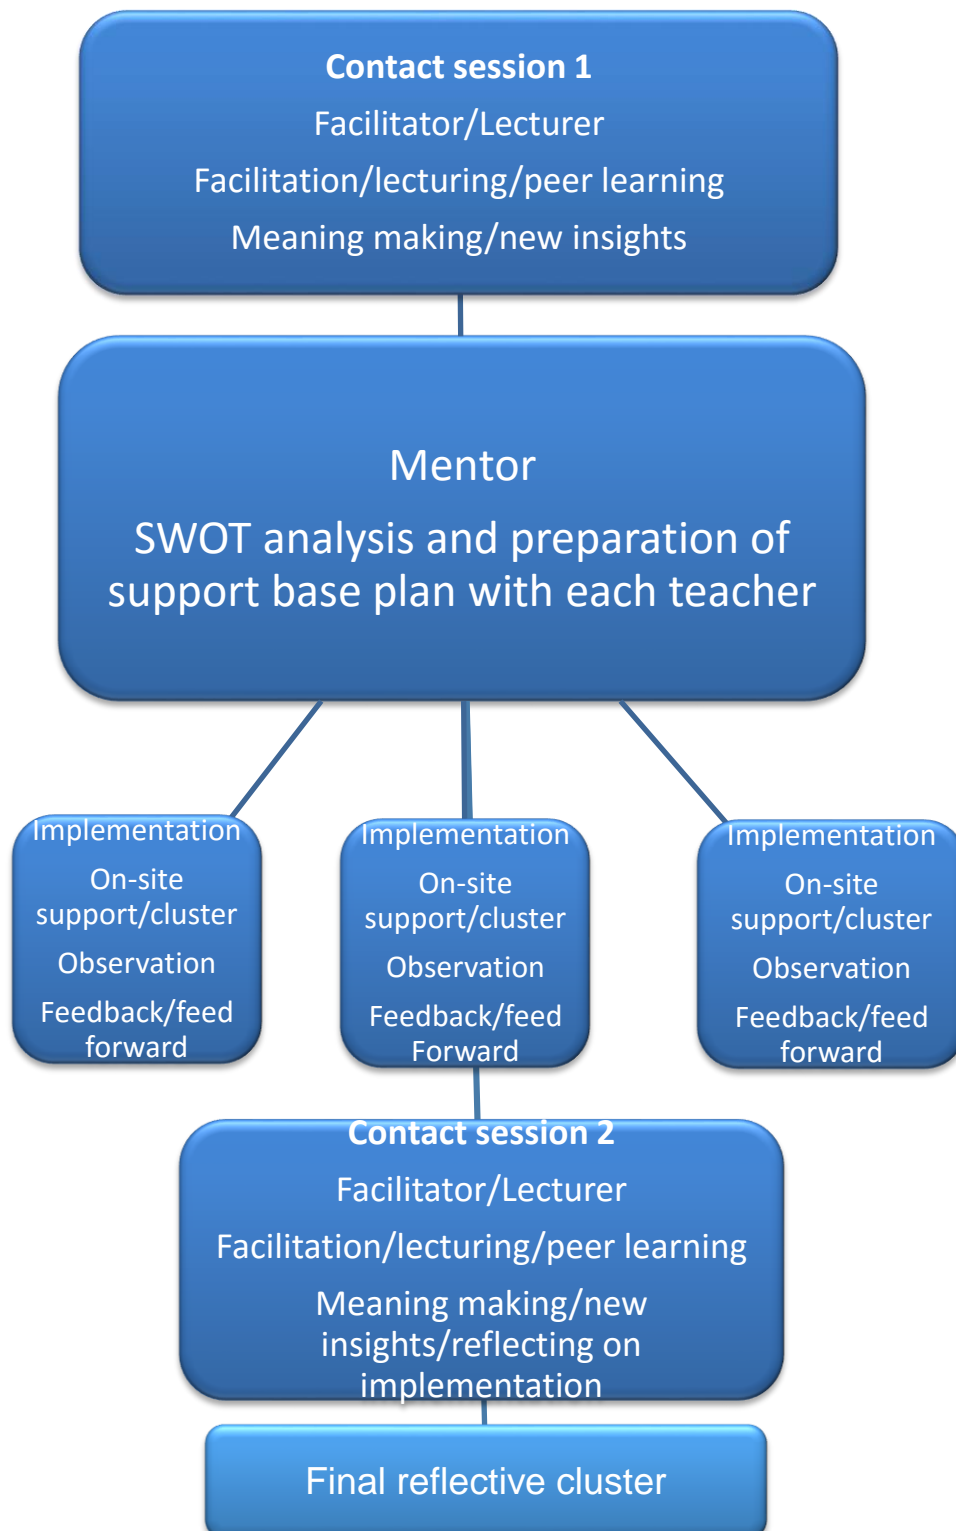 Contact session 1
Facilitator/Lecturer
Facilitation/lecturing/peer learning
Meaning making/new insights
Mentor
SWOT analysis and preparation of
support base plan with each teacher
Implementation
On-site
support/cluster
Observation
Feedback/feed
forward
Implementation
On-site
support/cluster
Observation
Feedback/feed
Forward
Implementation
On-site
support/cluster
Observation
Feedback/feed
forward
Contact session 2
Facilitator/Lecturer
Facilitation/lecturing/peer learning
Meaning making/new
insights/reflecting on
implementation
Final reflective cluster